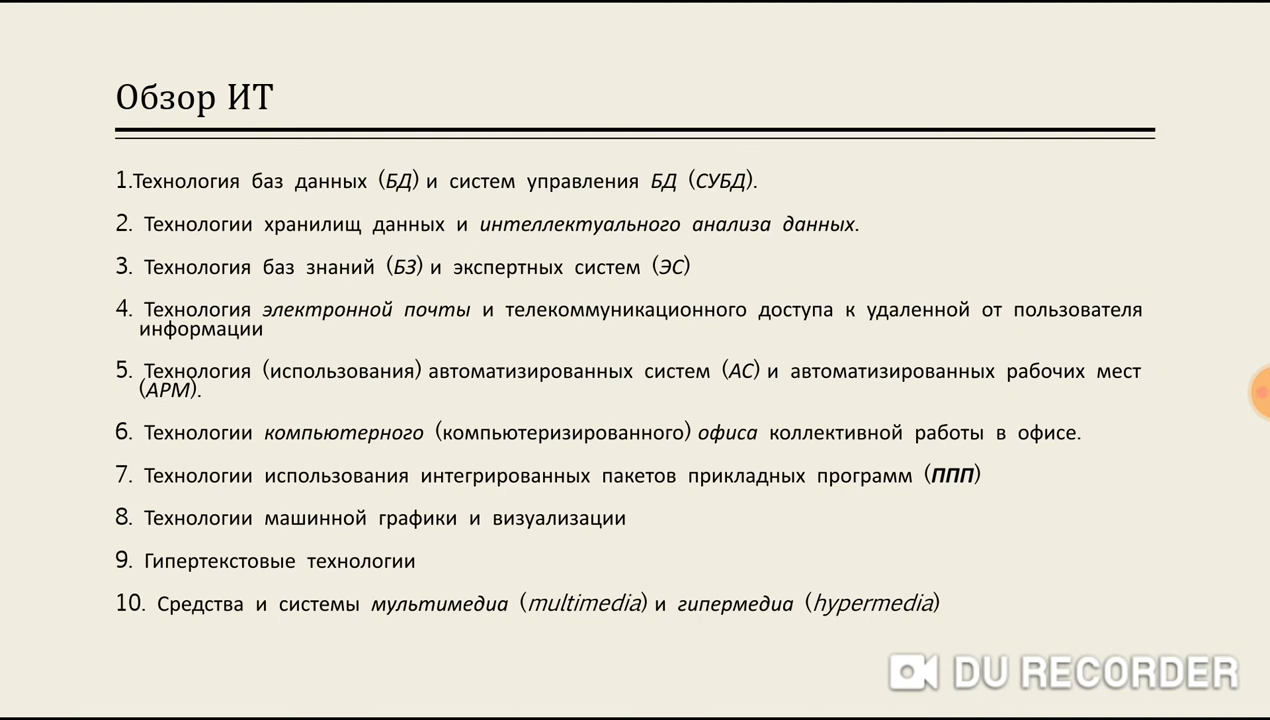 Обзор ИТ
1.Технология баз данных (БД) и систем управления БД (СУБД).
2. Технологии хранилищ данных и интеллектуального анализа данных.
3. Технология баз знаний (БЗ) и экспертных систем (ЭС)
4. Технология электронной почты и телекоммуникационного доступа к удаленной от пользователя
информации
5. Технология (использования) автоматизированных систем (АС) и автоматизированных рабочих мест
(АРМ).
6. Технологии компьютерного (компьютеризированного) офиса коллективной работы в офисе.
7. Технологии использования интегрированных пакетов прикладных программ (ППП)
8. Технологии машинной графики и визуализации
9. Гипертекстовые технологии
10. Средства и системы мультимедиа (multimedia) и гипермедиа (hypermedia)
DU RECORDER